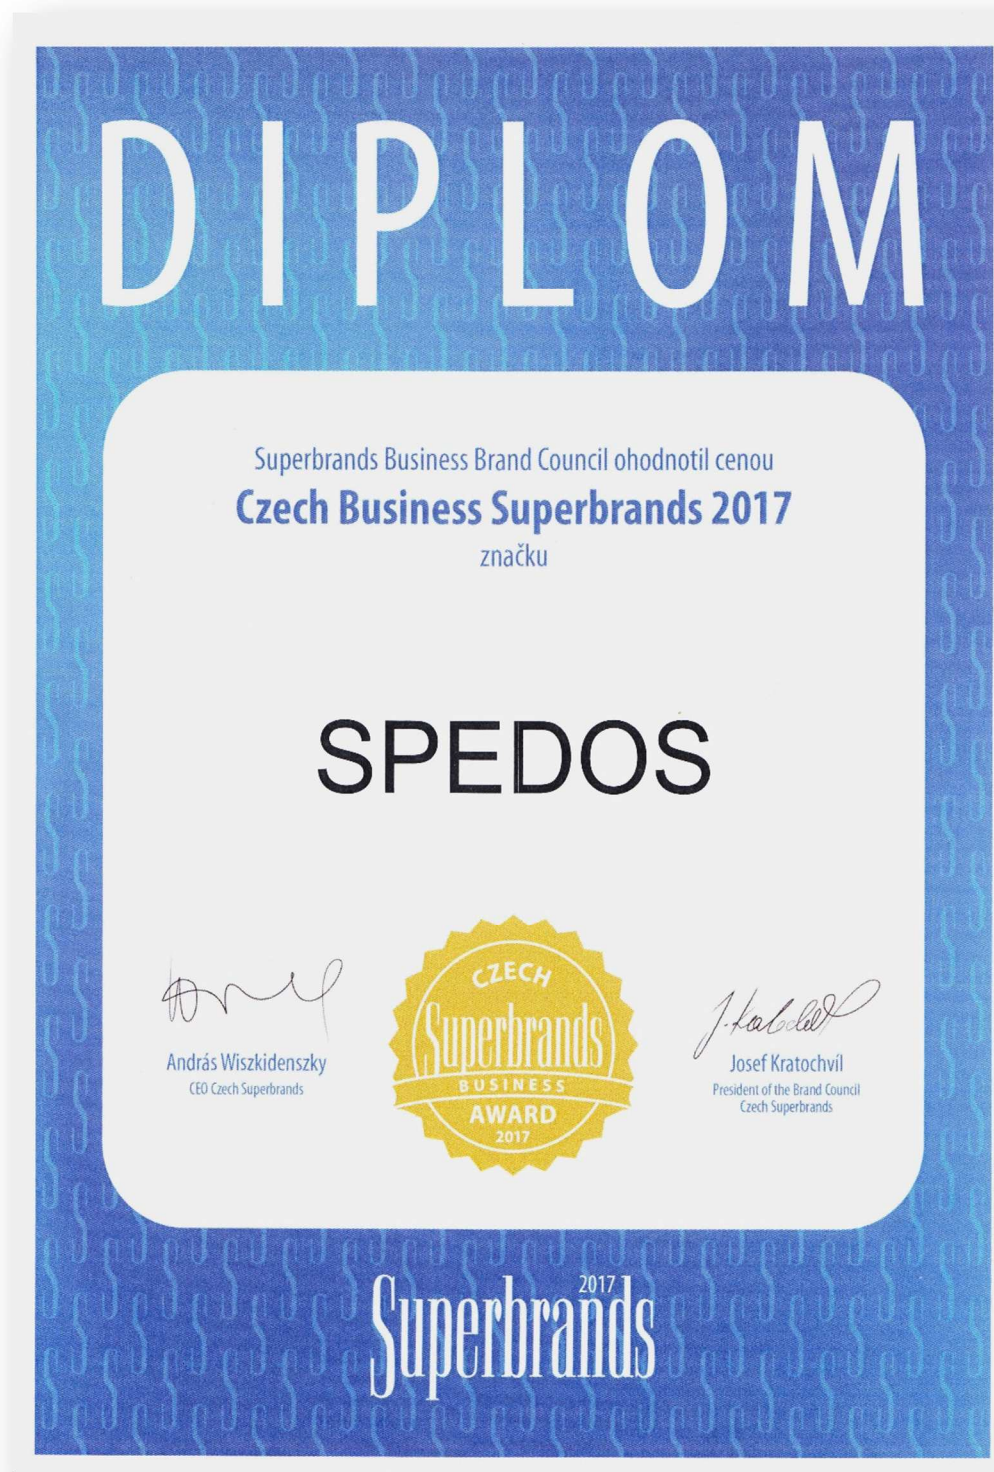 DIPLOM
Superbrands Business Brand Council ohodnotil cenou
Czech Business Superbrands 2017
značku
SPEDOS
András Wiszkidenszky
CEO Czech Superbrands
CZECH
Superbrands
BUSINESS
AWARD
2017
J. Kratochvíl
Josef Kratochvíl
President of the Brand Council
Czech Superbrands
2017
Superbrands